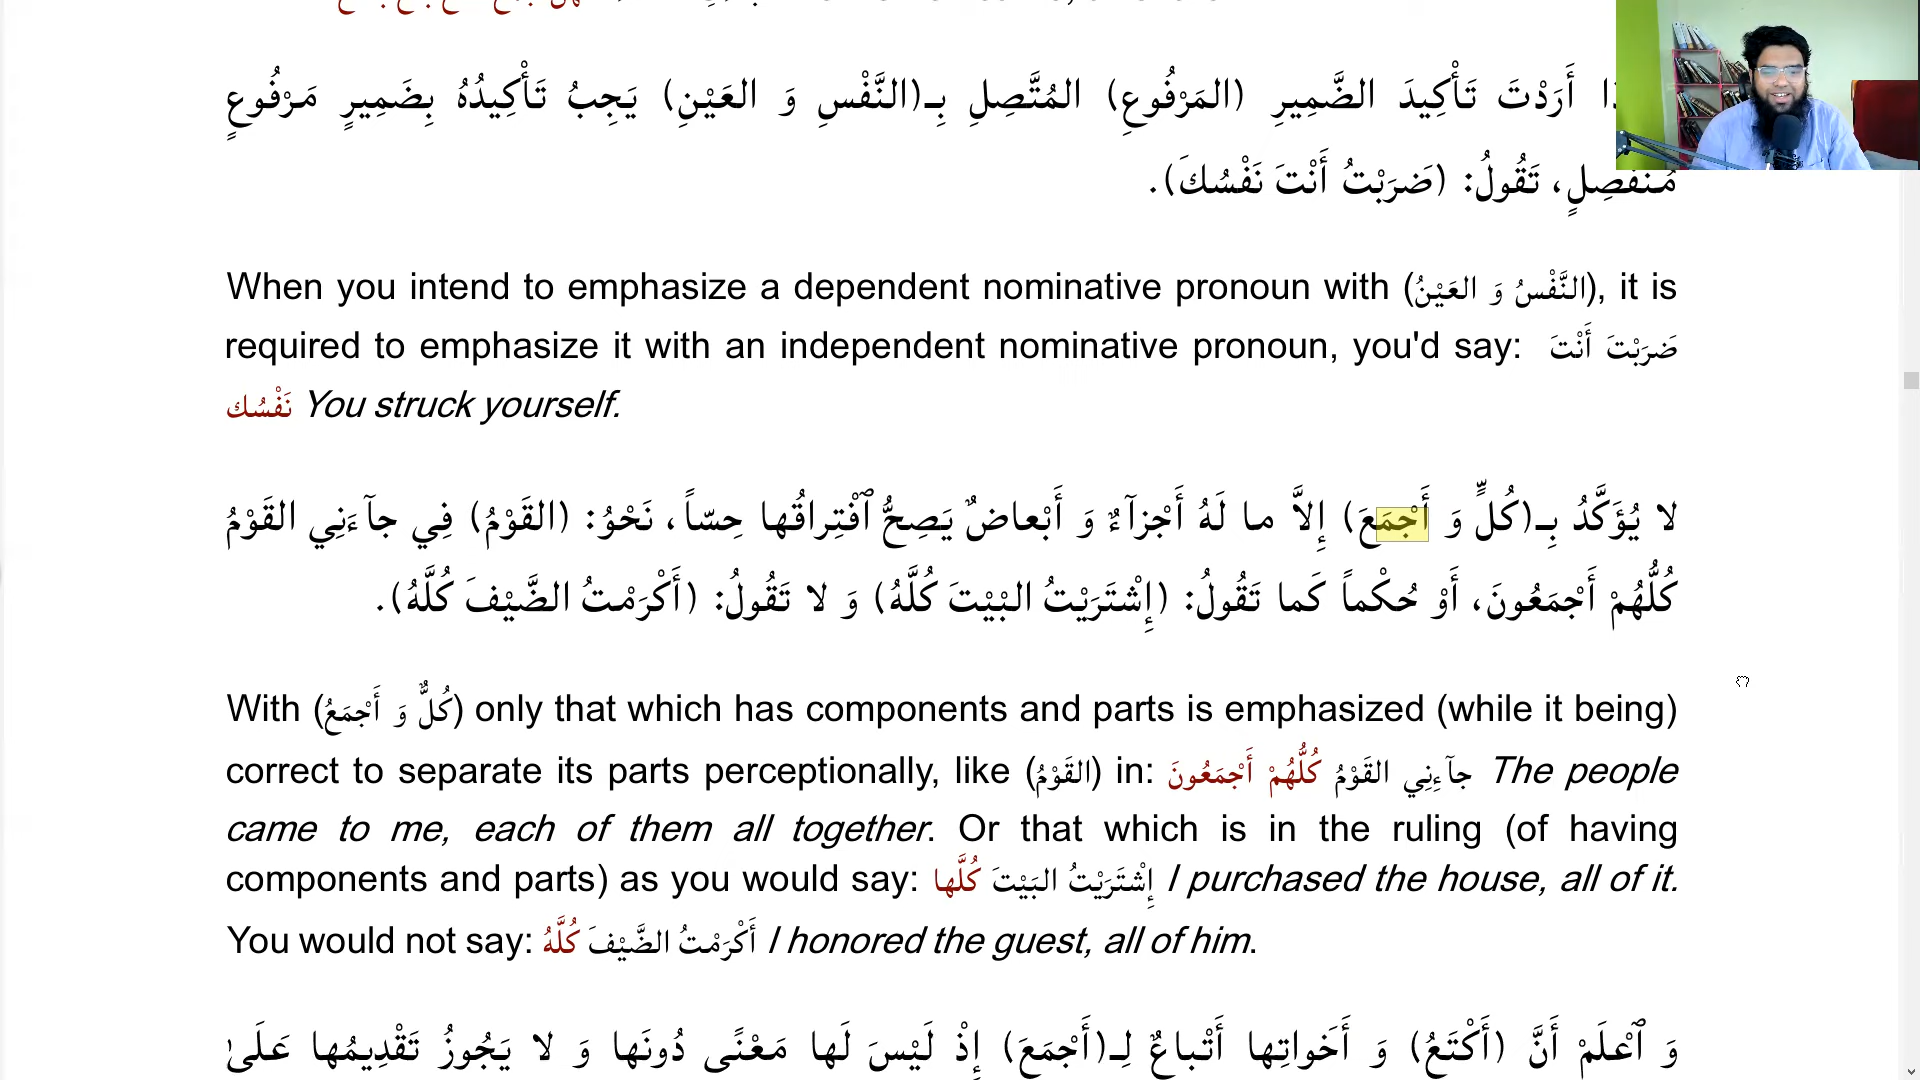 أَرَدْتَ تَأْكِيدَ الضَّمِيرِ (المَرْفُوعِ) المُتَّصِلِ بِـ(النَّفْسِ وَ العَيْنِ) يَجِبُ تَأْكِيدُهُ بِضَمِيرٍ مَرْفُوعٍ
مُنْفَصِلٍ، تَقُولُ: (ضَرَبْتُ أَنْتَ نَفْسُكَ).
When you intend to emphasize a dependent nominative pronoun with (النَّفْسُ وَ العَيْنُ), it is
required to emphasize it with an independent nominative pronoun, you'd say: ضَرَبْتَ أَنْتَ
نَفْسُك You struck yourself.
لا يُؤَكَّدُ بِـ(كُلٍّ وَ أَجْمَعَ) إِلاَّ ما لَهُ أَجْزآءٌ وَ أَبْعاضٌ يَصِحُّ ٱفْتِراقُها حِسّاً، نَحْوُ: (القَوْمُ) فِي جآءَنِي القَوْمُ
كُلُّهُمْ أَجْمَعُونَ، أَوْ حُكْماً كَما تَقُولُ: (إِشْتَرَيْتُ البْيْتَ كُلَّهُ) وَ لا تَقُولُ: (أَكْرَمْتُ الضَّيْفَ كُلَّهُ).
With (كُلٌّ وَ أَجْمَعُ) only that which has components and parts is emphasized (while it being)
correct to separate its parts perceptionally, like (القَوْمُ) in: جآءِنِي القَوْمُ كُلُّهُمْ أَجْمَعُونَ The people
came to me, each of them all together. Or that which is in the ruling (of having
components and parts) as you would say: إِشْتَرَيْتُ البَيْتَ كُلَّها I purchased the house, all of it.
You would not say: أَكْرَمْتُ الضَّيْفَ كُلَّهُ I honored the guest, all of him.
وَ ٱعْلَمْ أَنَّ (أَكْتَعُ) وَ أَخَواتِها أَتْباعٌ لِـ(أَجْمَعَ) إِذْ لَيْسَ لَها مَعْنًى دُونَها وَ لا يَجُوزُ تَقْدِيمُها عَلَىٰ